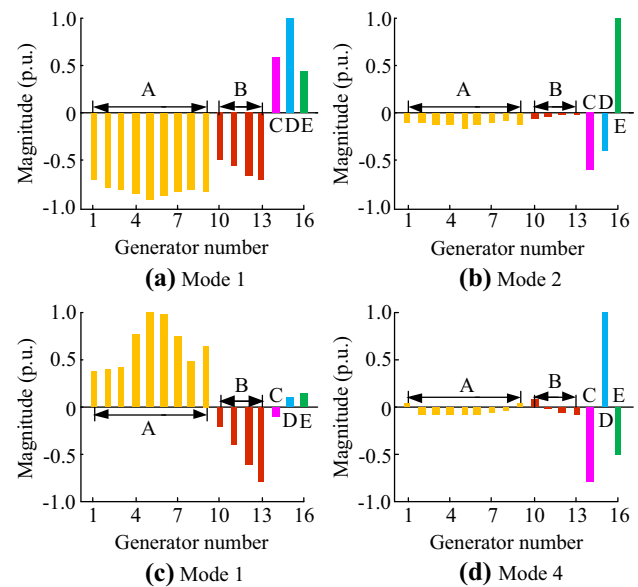 Magnitude (p.u.)
1.0
0.5
0
-0.5
-1.0
A
B
C D E
1 4 7 10 13 16
Generator number
(a) Mode 1
Magnitude (p.u.)
1.0
0.5
0
-0.5
-1.0
A
B
C D
E
1 4 7 10 13 16
Generator number
(b) Mode 2
Magnitude (p.u.)
1.0
0.5
0
-0.5
-1.0
A
B
C
D E
1 4 7 10 13 16
Generator number
(c) Mode 1
Magnitude (p.u.)
1.0
0.5
0
-0.5
-1.0
A
B
C
E
D
1 4 7 10 13 16
Generator number
(d) Mode 4